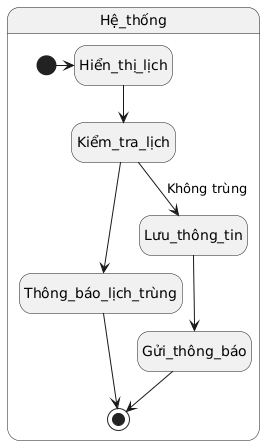 Hệ_thống
Hiển_thị_lịch
Kiểm_tra_lịch
Không trùng
Lưu_thông_tin
Thông_báo_lịch_trùng
Gửi_thông_báo